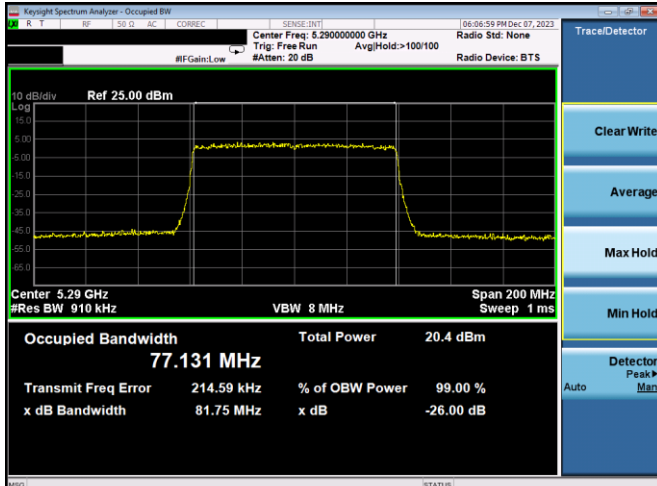 Keysight Spectrum Analyzer - Occupied BW
R T RF 50 Ω AC CORREC SENSE:INT 06:06:59 PM Dec 07, 2023
Center Freq: 5.290000000 GHz Radio Std: None
Trig: Free Run Avg|Hold:>100/100
#IFGain:Low #Atten: 20 dB Radio Device: BTS
10 dB/div Ref 25.00 dBm
Log
15.0
5.00
-5.00
-15.0
-25.0
-35.0
-45.0
-55.0
-65.0
Center 5.29 GHz Span 200 MHz
#Res BW 910 kHz VBW 8 MHz Sweep 1 ms
Occupied Bandwidth Total Power 20.4 dBm
77.131 MHz
Transmit Freq Error 214.59 kHz % of OBW Power 99.00 %
x dB Bandwidth 81.75 MHz x dB -26.00 dB
MSG STATUS
Trace/Detector
Clear Write
Average
Max Hold
Min Hold
Detector
Peak▶
Auto Man